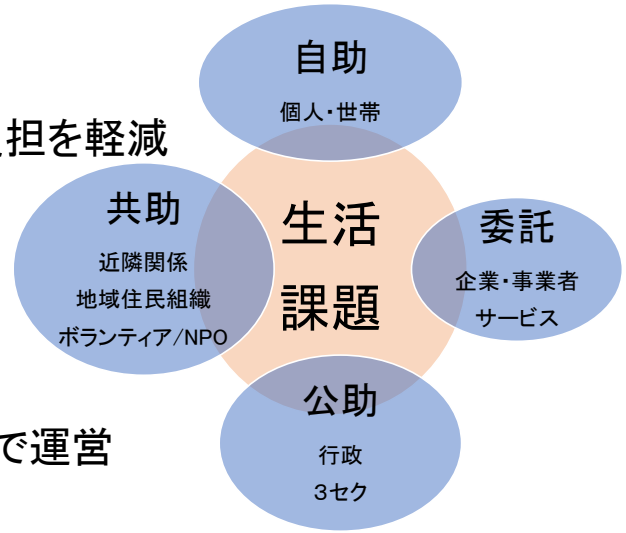 自助
個人・世帯
担を軽減
共助
近隣関係
地域住民組織
ボランティア/NPO
生活
課題
委託
企業・事業者
サービス
公助
行政
3セク
で運営